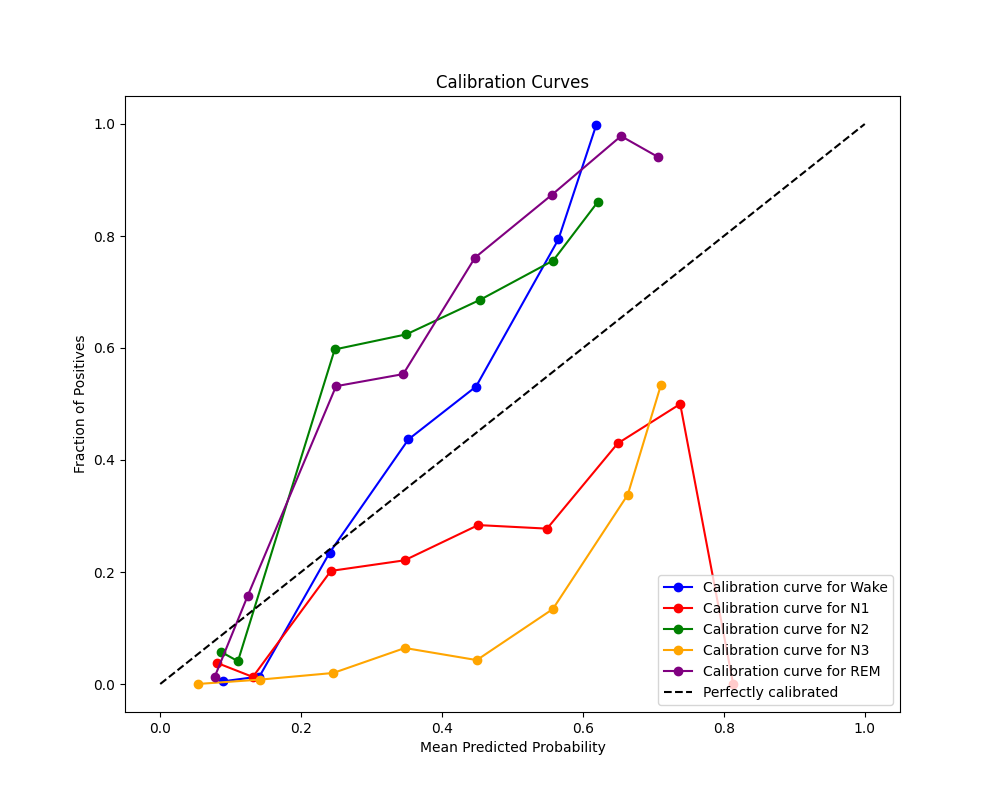 Calibration Curves
1.0
0.8
0.6
0.4
0.2
0.0
Fraction of Positives
Calibration curve for Wake
Calibration curve for N1
Calibration curve for N2
Calibration curve for N3
Calibration curve for REM
Perfectly calibrated
0.0 0.2 0.4 0.6 0.8 1.0
Mean Predicted Probability